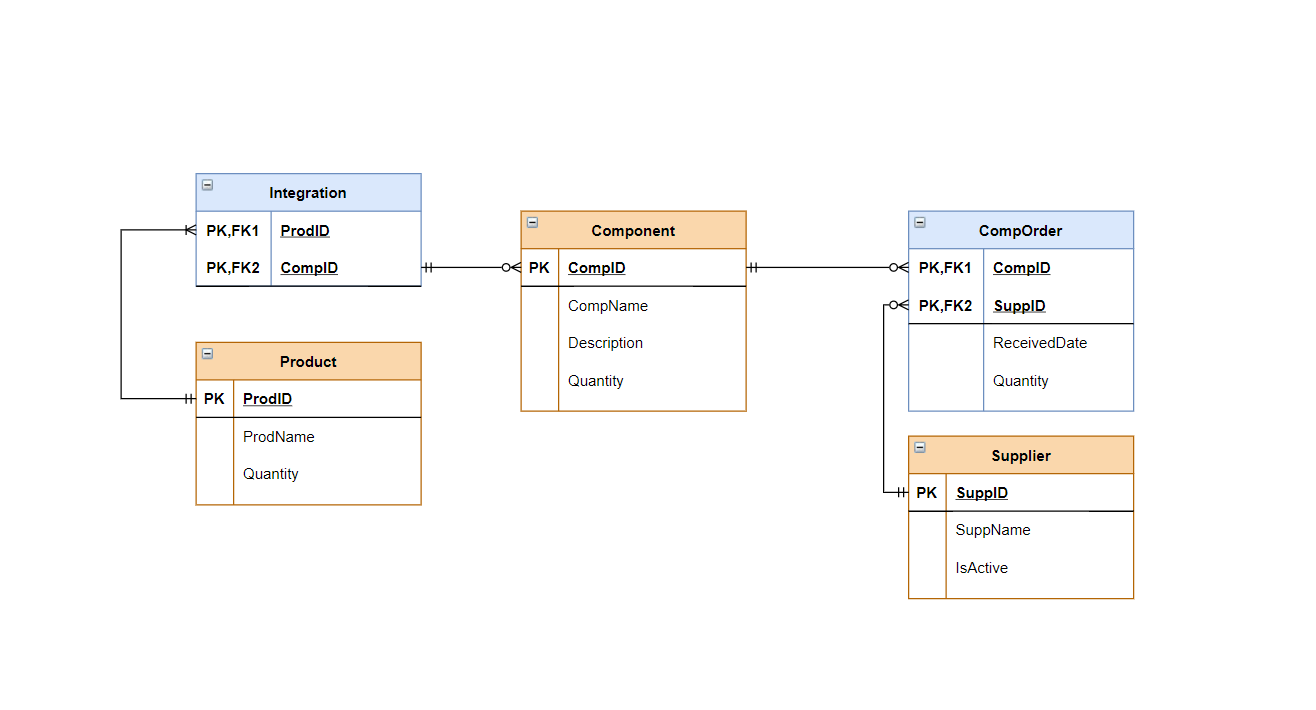 Integration
PK,FK1 ProdID
PK,FK2 CompID
Product
PK ProdID
ProdName
Quantity
Component
PK CompID
CompName
Description
Quantity
CompOrder
PK,FK1 CompID
PK,FK2 SuppID
ReceivedDate
Quantity
Supplier
PK SuppID
SuppName
IsActive